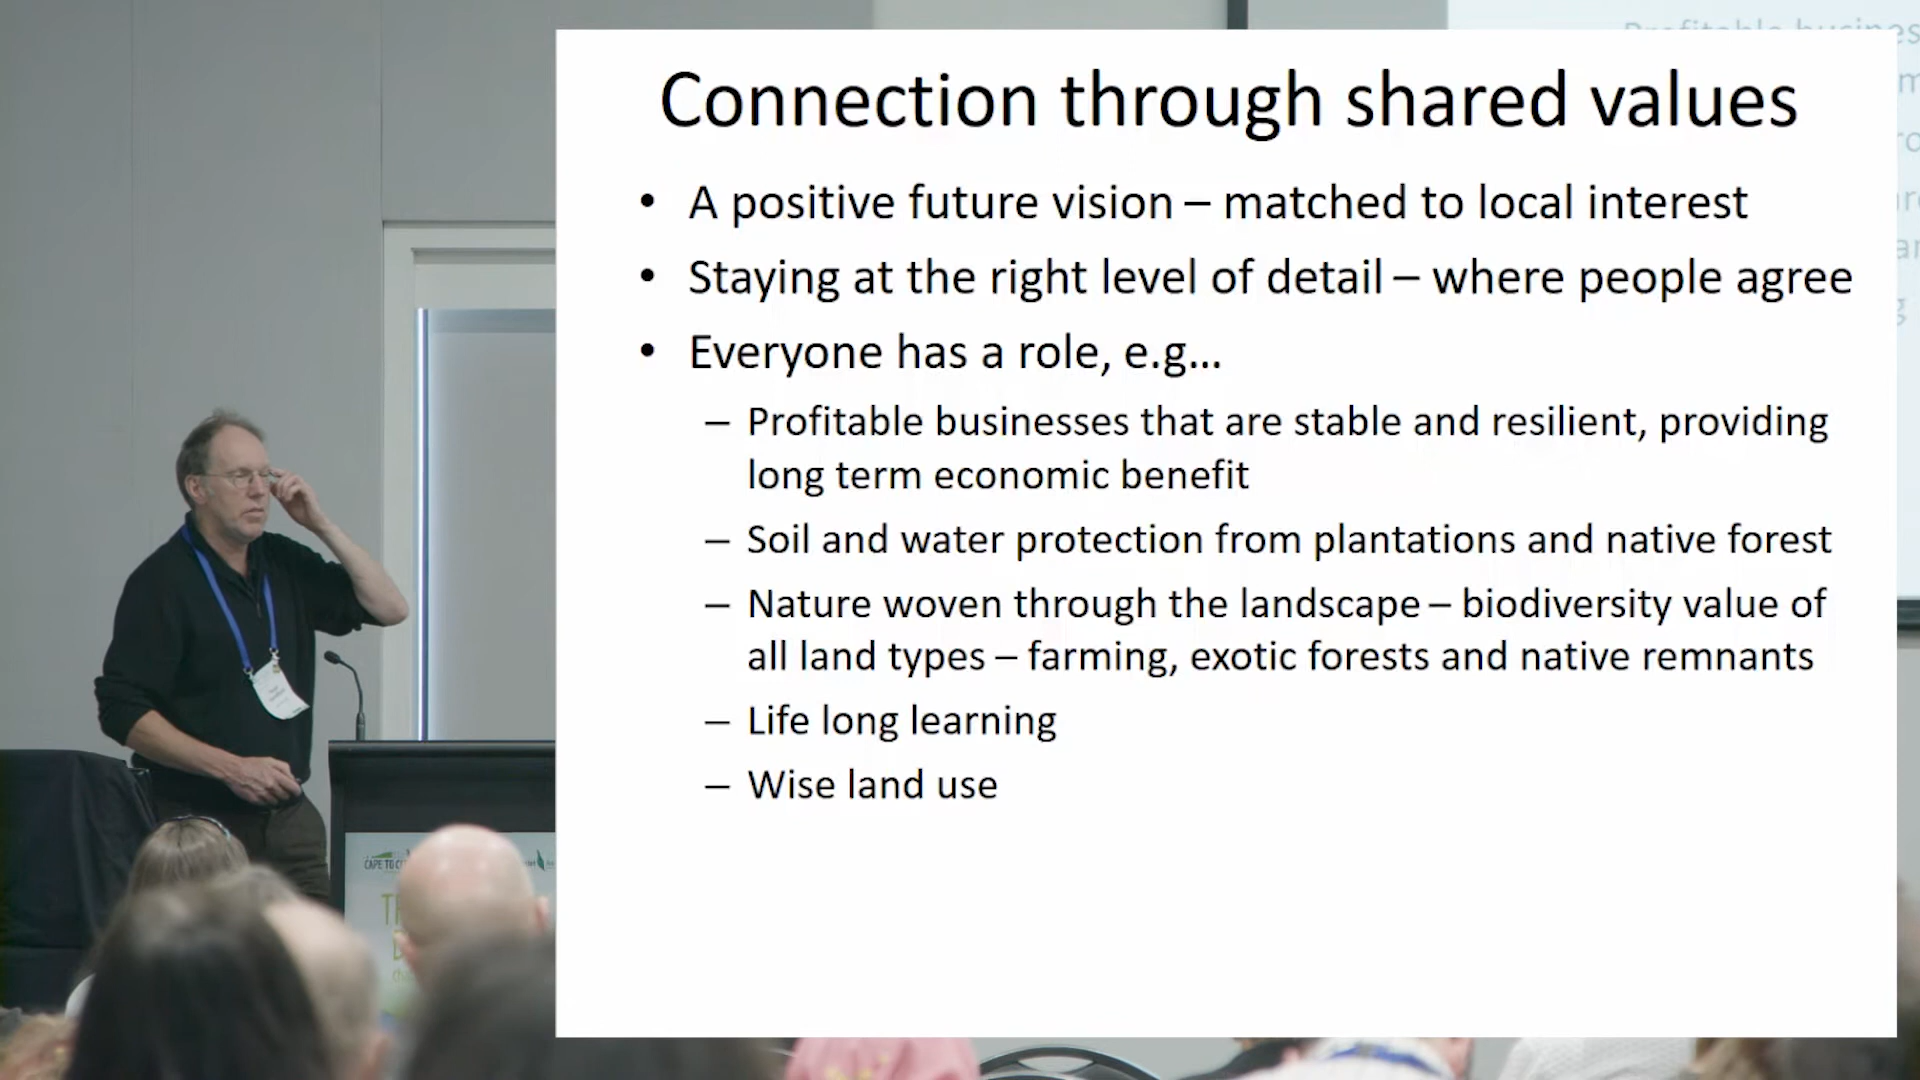 Connection through shared values
• A positive future vision – matched to local interest
• Staying at the right level of detail – where people agree
• Everyone has a role, e.g...
– Profitable businesses that are stable and resilient, providing
long term economic benefit
– Soil and water protection from plantations and native forest
– Nature woven through the landscape – biodiversity value of
all land types – farming, exotic forests and native remnants
– Life long learning
– Wise land use
CAPE TO